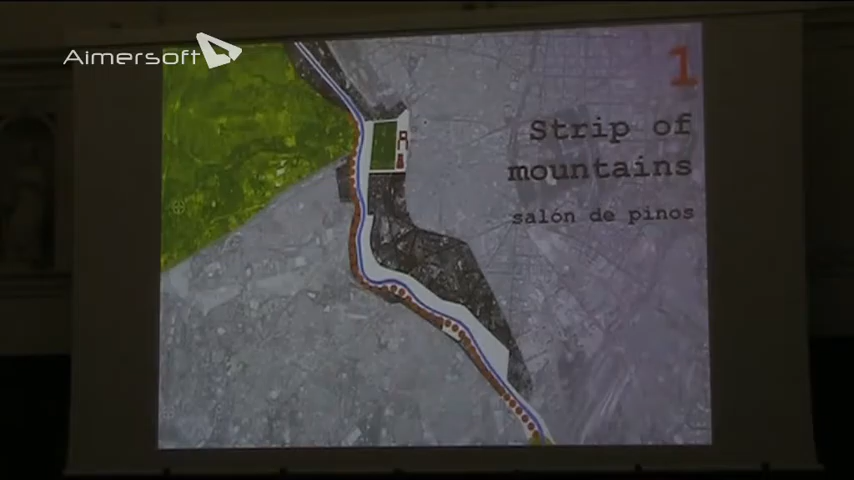 Aimersoft
1
Strip of
mountains
salón de pinos